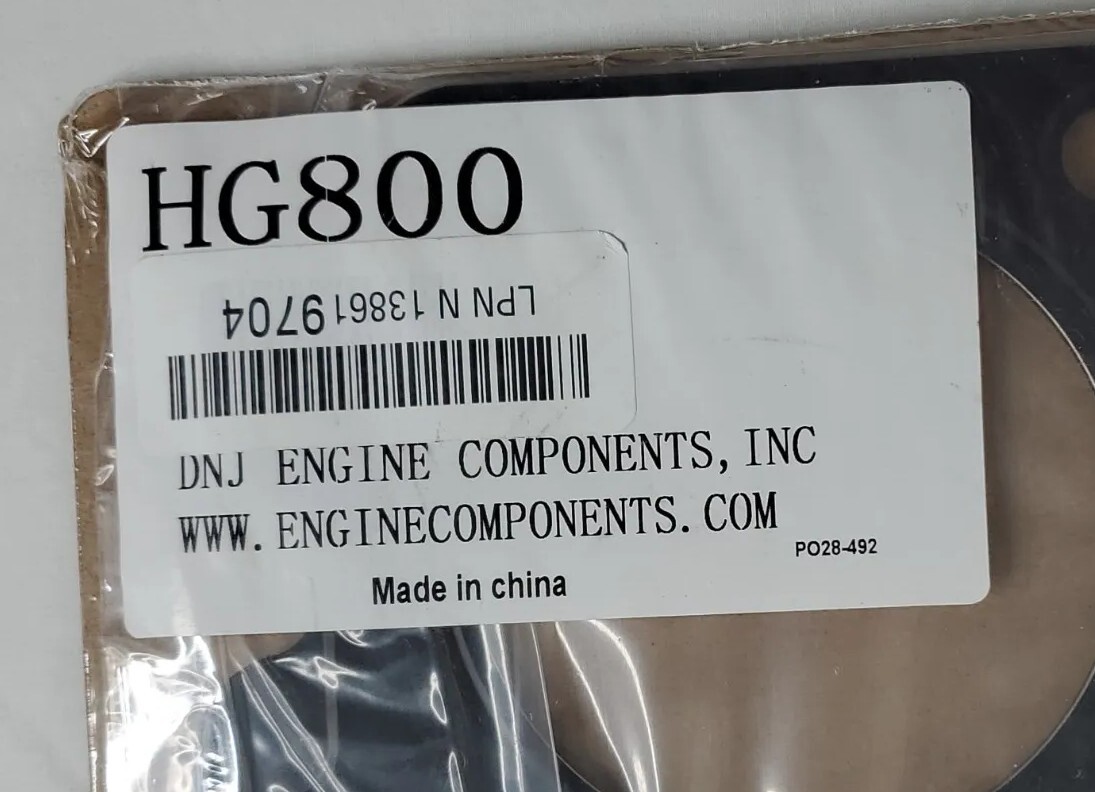 HG800
LPN N 138619704
DNJ ENGINE COMPONENTS, INC
WWW. ENGINECOMPONENTS. COM
PO28-492
Made in china